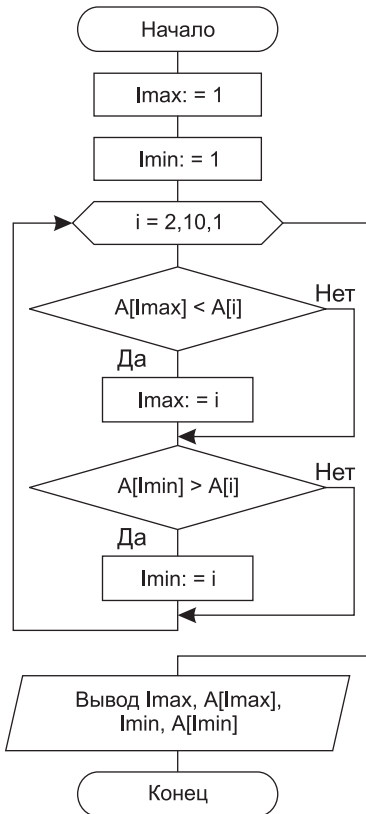 Начало
Imax: = 1
Imin: = 1
i = 2,10,1
A[Imax] < A[i]
Нет
Да
Imax: = i
A[Imin] > A[i]
Нет
Да
Imin: = i
Вывод Imax, A[Imax],
Imin, A[Imin]
Конец